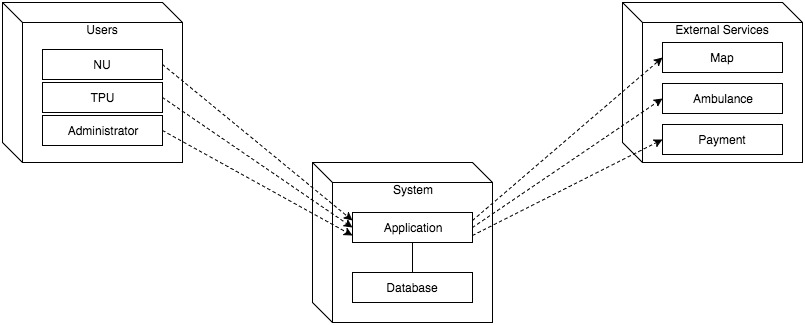 Users
NU
TPU
Administrator
System
Application
Database
External Services
Map
Ambulance
Payment